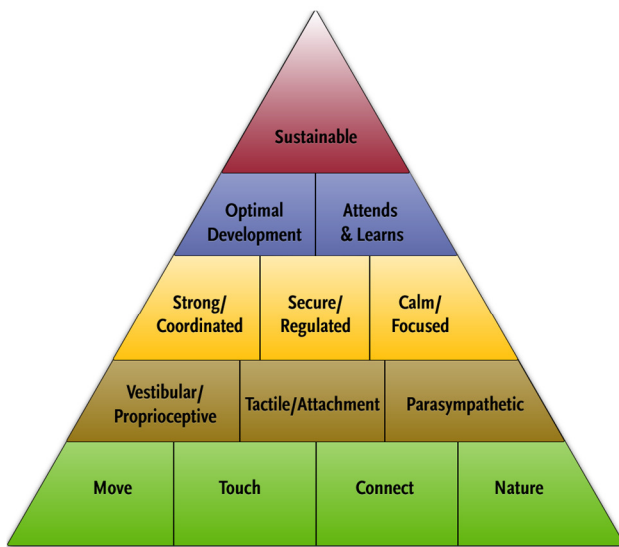 Sustainable
Optimal
Development
Attends
& Learns
Strong/
Coordinated
Secure/
Regulated
Calm/
Focused
Vestibular/
Proprioceptive
Tactile/Attachment
Parasympathetic
Move
Touch
Connect
Nature